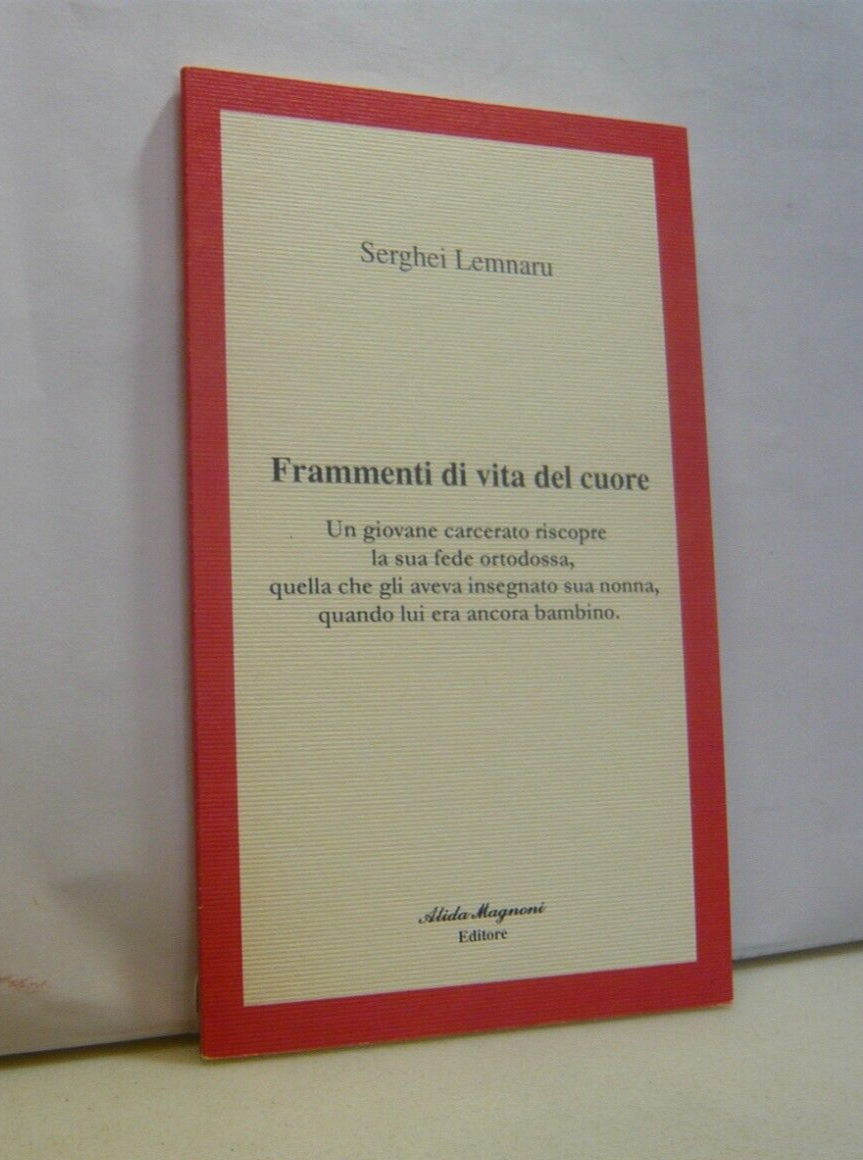 Serghei Lemnaru
Frammenti di vita del cuore
Un giovane carcerato riscopre
la sua fede ortodossa,
quella che gli aveva insegnato sua nonna,
quando lui era ancora bambino.
Alida Magnoni
Editore